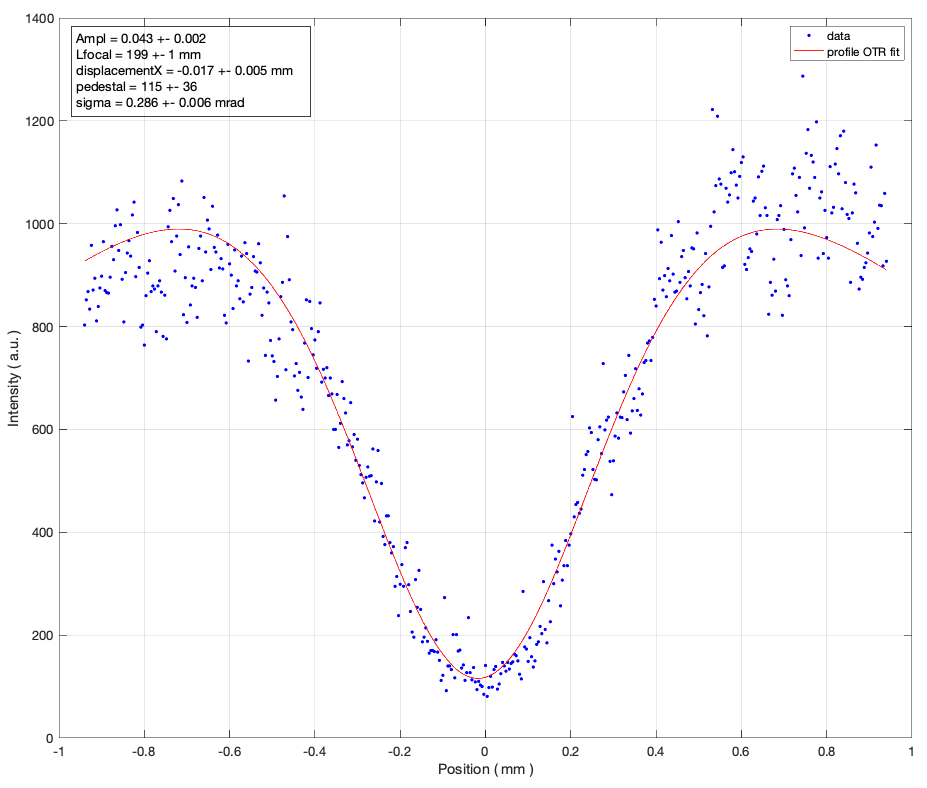 1400
1200
1000
800
600
400
200
0
Intensity ( a.u. )
Ampl = 0.043 +- 0.002
Lfocal = 199 +- 1 mm
displacementX = -0.017 +- 0.005 mm
pedestal = 115 +- 36
sigma = 0.286 +- 0.006 mrad
data
profile OTR fit
-1 -0.8 -0.6 -0.4 -0.2 0 0.2 0.4 0.6 0.8 1
Position ( mm )